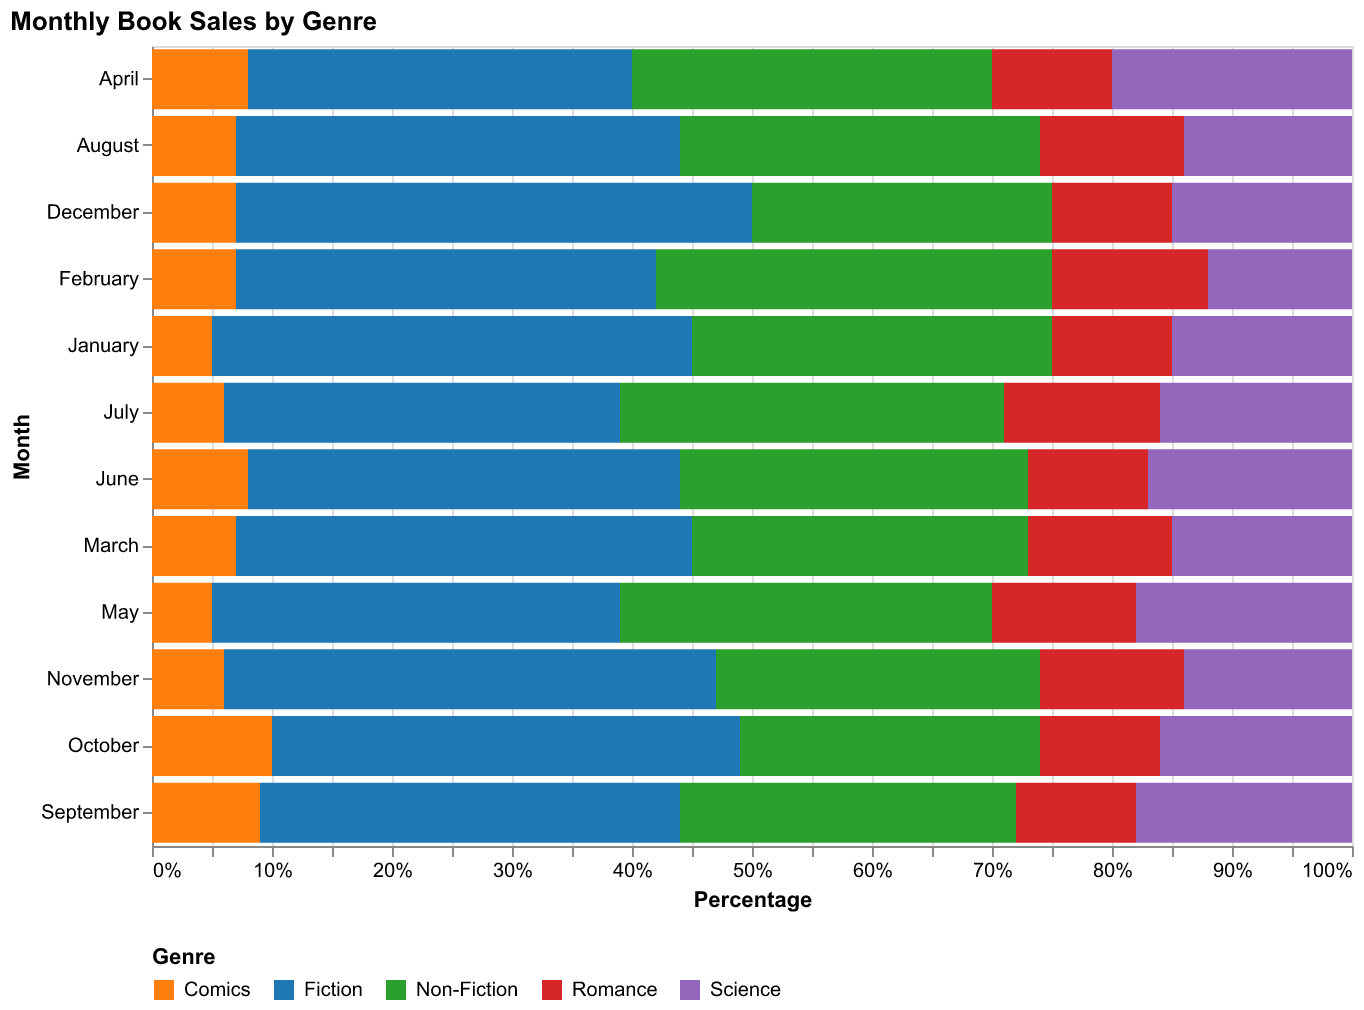 Monthly Book Sales by Genre
April
August
December
February
January
July
June
March
May
November
October
September
Month
0% 10% 20% 30% 40% 50% 60% 70% 80% 90% 100%
Percentage
Genre
Comics Fiction Non-Fiction Romance Science